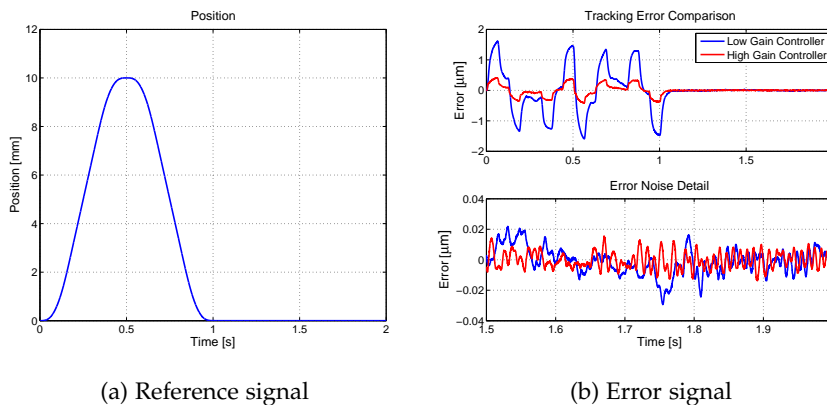 Position
12
10
8
6
4
2
0
0
0.5
1
1.5
2
Position [mm]
Time [s]
(a) Reference signal
Tracking Error Comparison
2
1
0
−1
−2
0
0.5
1
1.5
Error [µm]
Low Gain Controller
High Gain Controller
Error Noise Detail
0.04
0.02
0
−0.02
−0.04
1.5
1.6
1.7
1.8
1.9
Error [µm]
Time [s]
(b) Error signal